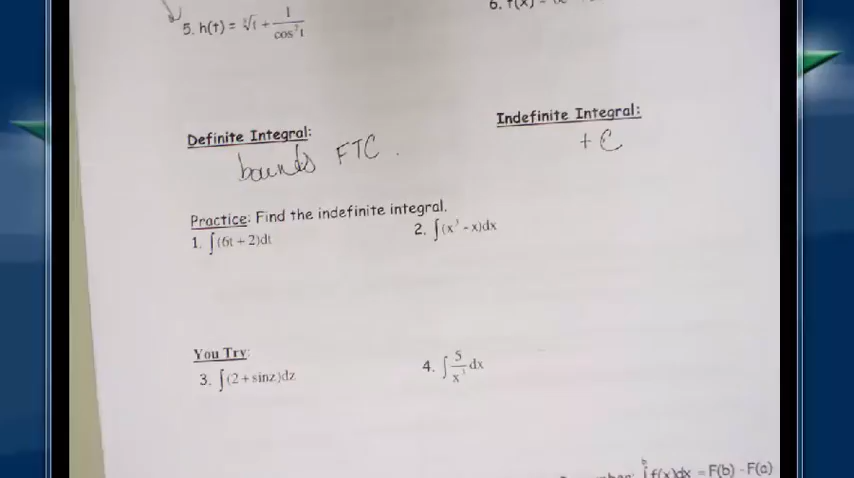 5. h(t) = ∛t + 1/cos²t
6. f(x) =
Definite Integral:
bounds FTC .
Indefinite Integral:
+ C
Practice: Find the indefinite integral.
1. ∫(6t + 2)dt
2. ∫(x³ - x)dx
You Try:
3. ∫(2 + sinz)dz
4. ∫ 5/x³ dx
∫ f(x)dx = F(b) - F(a)